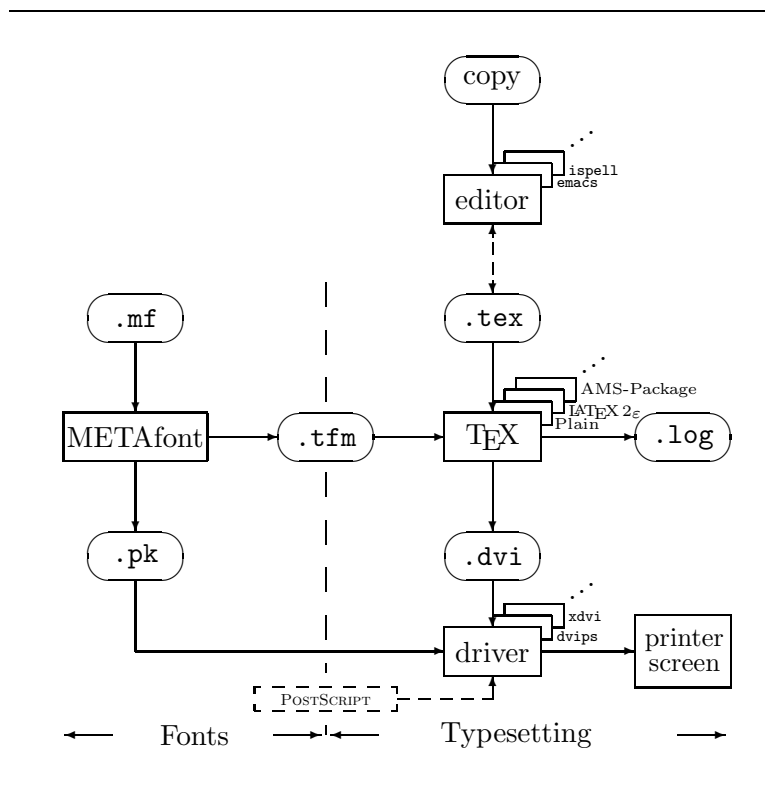 copy
ispell
emacs
editor
.mf
.tex
AMS-Package
LATEX 2ε
Plain
METAfont
.tfm
TEX
.log
.pk
.dvi
xdvi
dvips
driver
printer
screen
POSTSCRIPT
Fonts
Typesetting